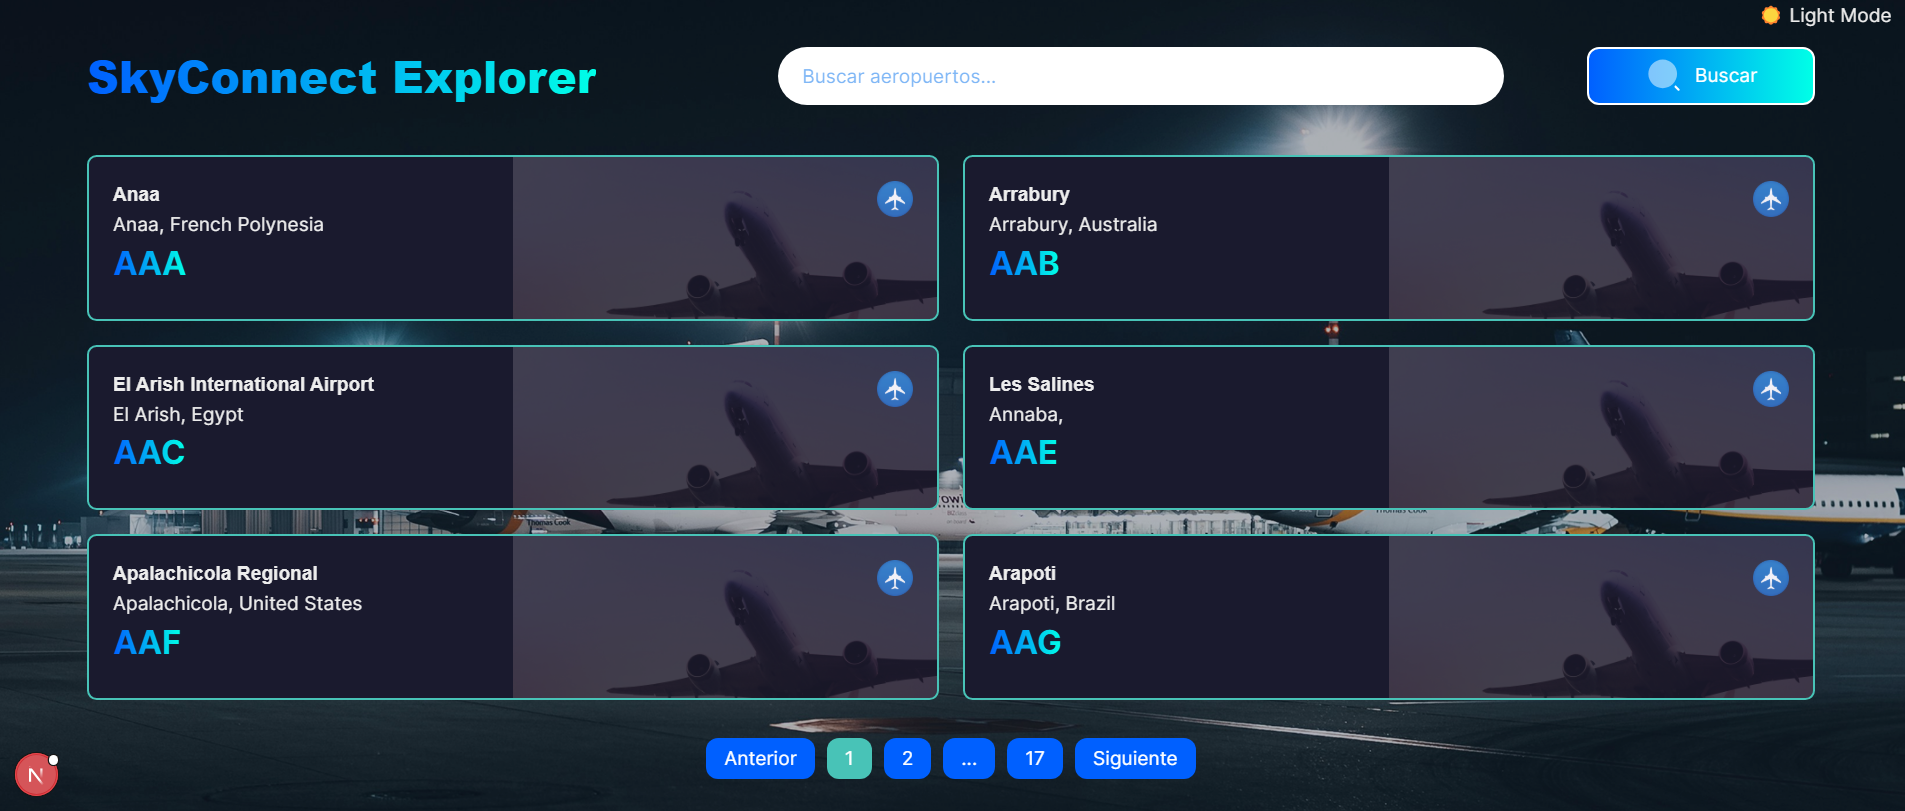 Light Mode
SkyConnect Explorer
Buscar aeropuertos...
Buscar
Anaa
Anaa, French Polynesia
AAA
Arrabury
Arrabury, Australia
AAB
El Arish International Airport
El Arish, Egypt
AAC
Les Salines
Annaba,
AAE
Thomas Cook
Apalachicola Regional
Apalachicola, United States
AAF
Arapoti
Arapoti, Brazil
AAG
Anterior
1
2
...
17
Siguiente
N